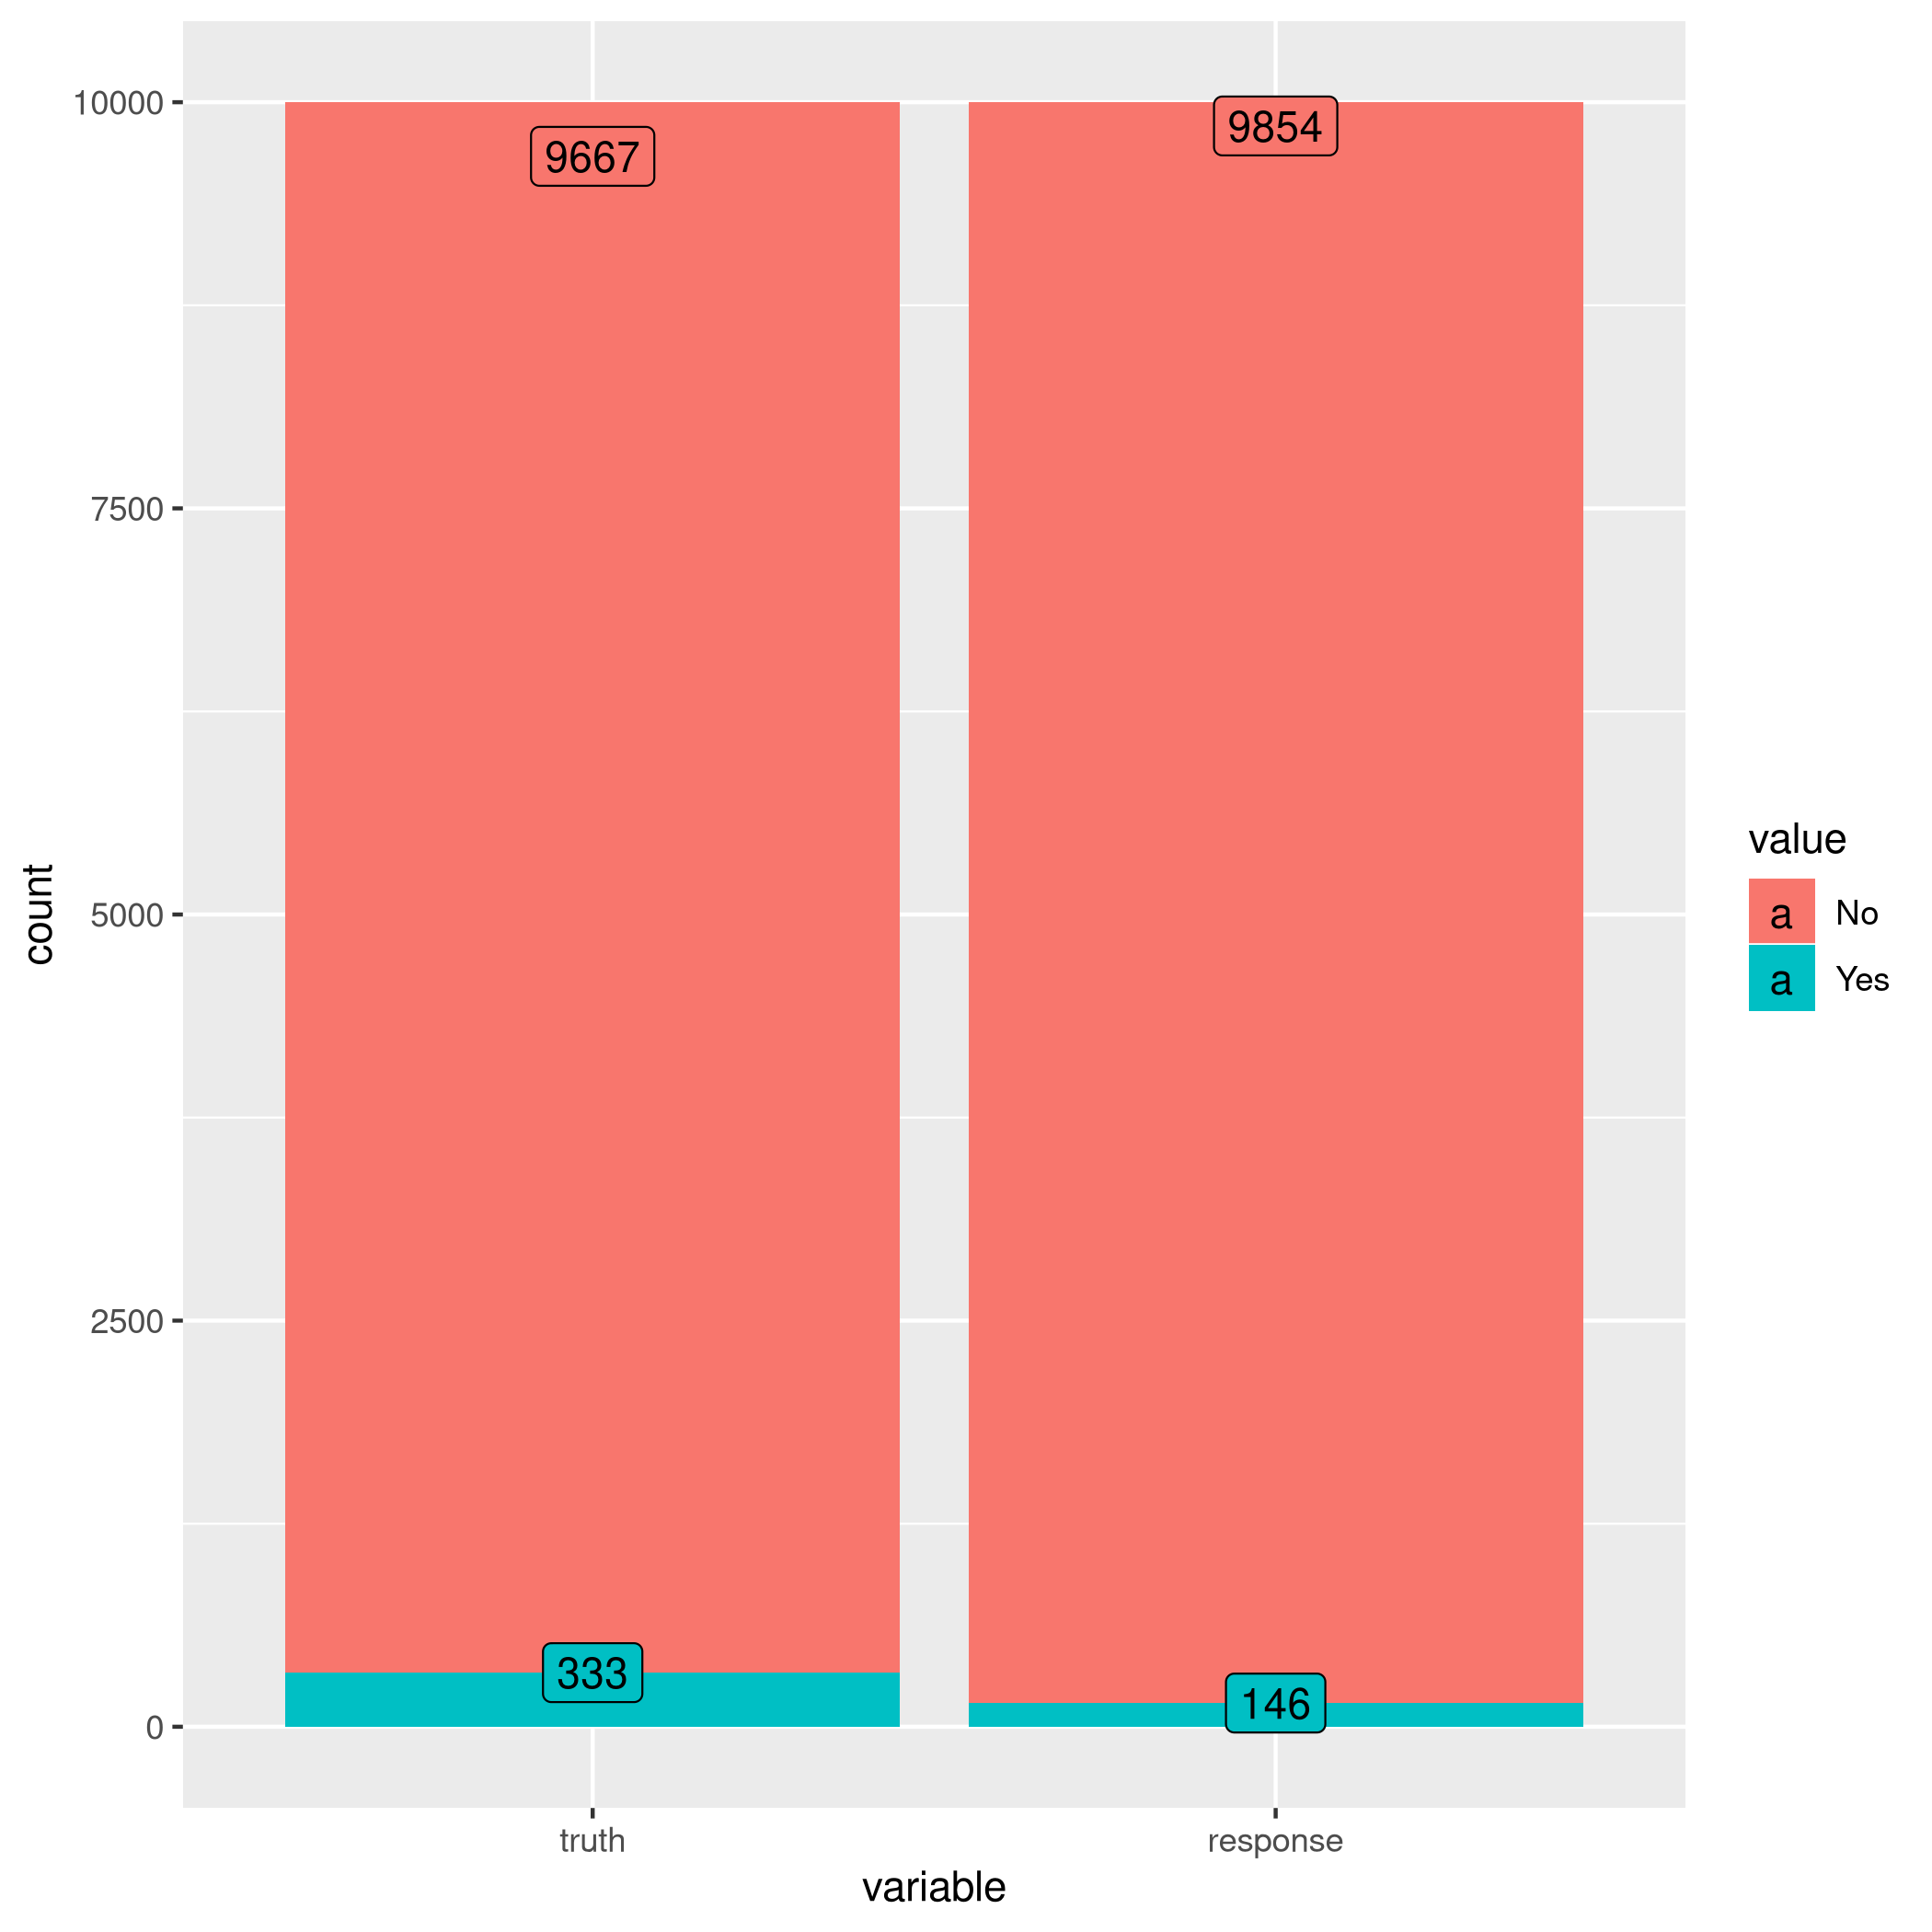 count
10000
7500
5000
2500
0
9667
9854
333
146
truth
response
variable
value
a No
a Yes